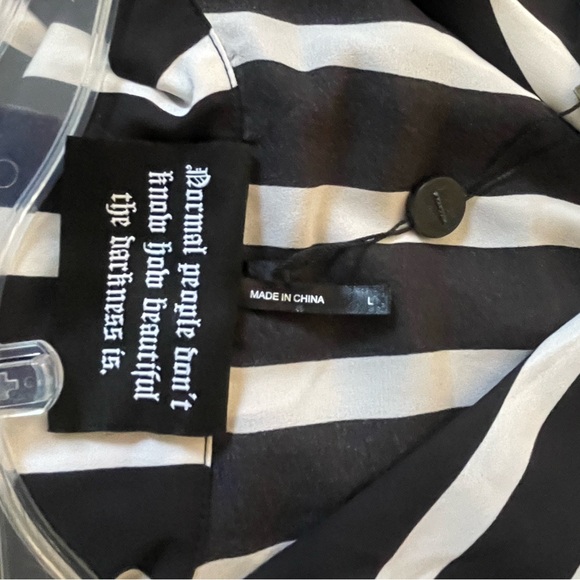 Normal people don't
know how beautiful
the darkness is.
MADE IN CHINA
L